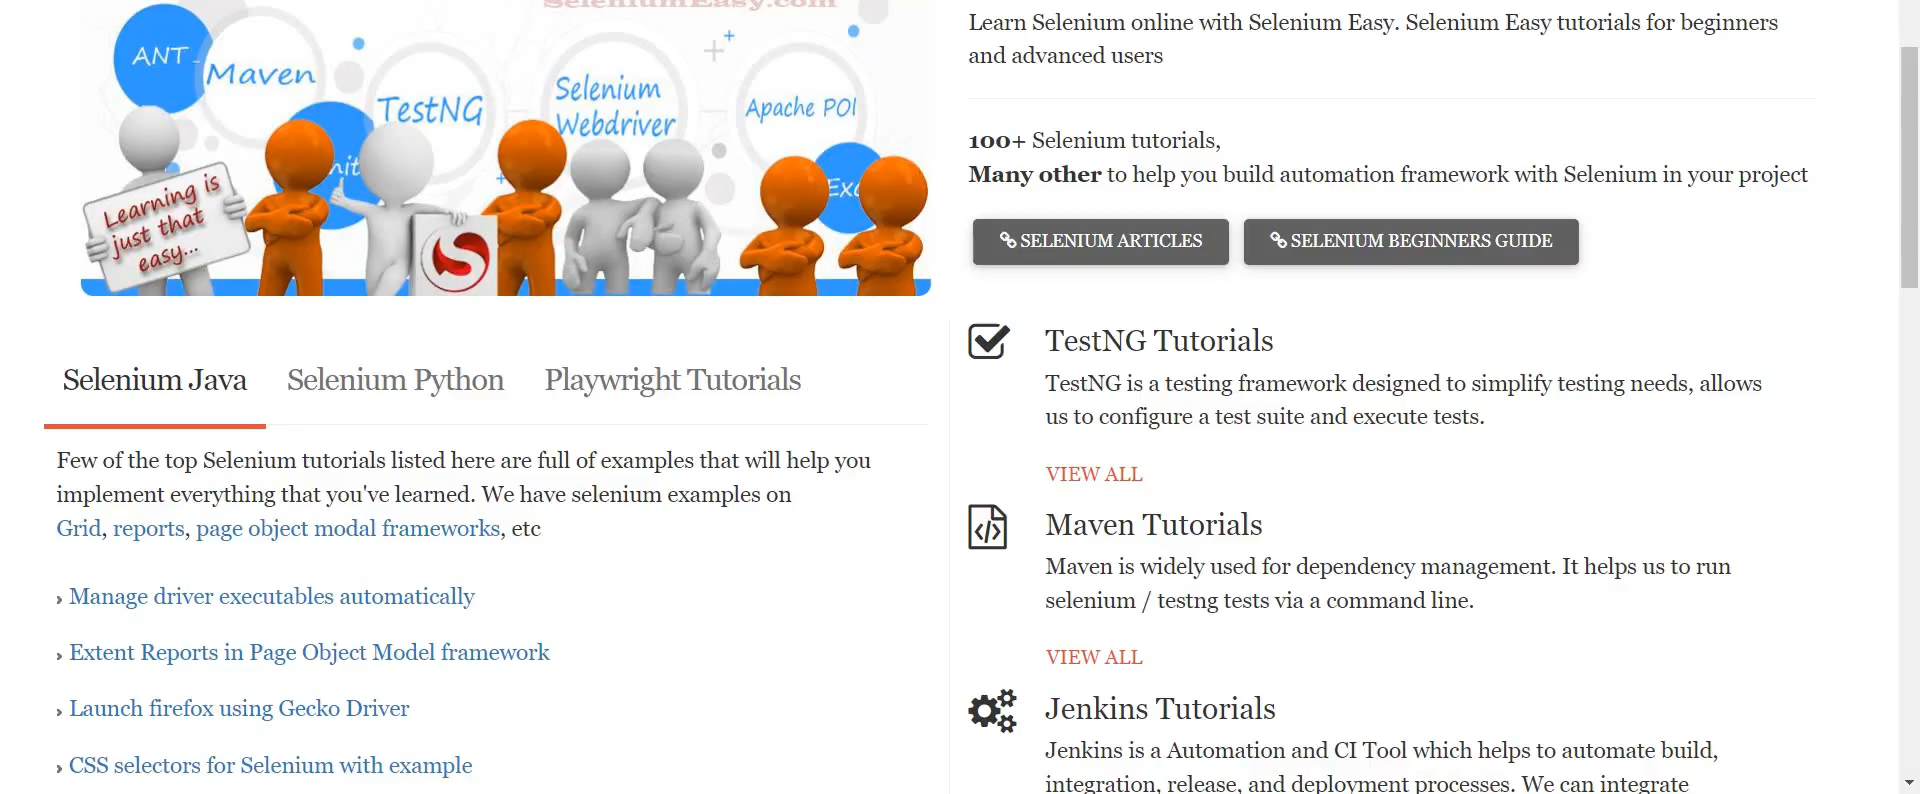 SeleniumEasy.com
ANT
Maven
TestNG
Selenium
Webdriver
Apache POI
Learning is
just that
easy...
Learn Selenium online with Selenium Easy. Selenium Easy tutorials for beginners
and advanced users
100+ Selenium tutorials,
Many other to help you build automation framework with Selenium in your project
SELENIUM ARTICLES
SELENIUM BEGINNERS GUIDE
Selenium Java
Selenium Python
Playwright Tutorials
Few of the top Selenium tutorials listed here are full of examples that will help you
implement everything that you've learned. We have selenium examples on
Grid, reports, page object modal frameworks, etc
› Manage driver executables automatically
› Extent Reports in Page Object Model framework
› Launch firefox using Gecko Driver
› CSS selectors for Selenium with example
TestNG Tutorials
TestNG is a testing framework designed to simplify testing needs, allows
us to configure a test suite and execute tests.
VIEW ALL
Maven Tutorials
Maven is widely used for dependency management. It helps us to run
selenium / testng tests via a command line.
VIEW ALL
Jenkins Tutorials
Jenkins is a Automation and CI Tool which helps to automate build,
integration, release, and deployment processes. We can integrate